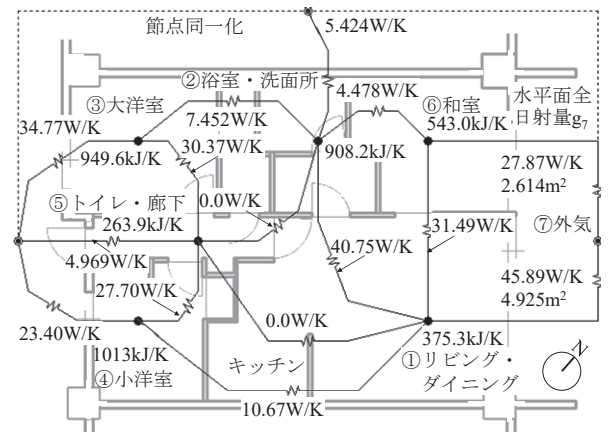 節点同一化
5.424W/K
②浴室・洗面所
4.478W/K
水平面全
日射量g7
③大洋室
⑥和室
34.77W/K
7.452W/K
543.0kJ/K
949.6kJ/K
30.37W/K
908.2kJ/K
27.87W/K
2.614m²
⑤トイレ・廊下
0.0W/K
263.9kJ/K
31.49W/K
⑦外気
4.969W/K
40.75W/K
27.70W/K
45.89W/K
4.925m²
23.40W/K
0.0W/K
1013kJ/K
375.3kJ/K
④小洋室
キッチン
①リビング・
ダイニング
10.67W/K
N